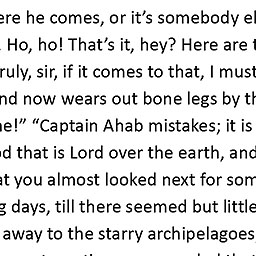 ere he comes, or it’s somebody el
. Ho, ho! That’s it, hey? Here are t
ruly, sir, if it comes to that, I must
nd now wears out bone legs by th
ne!” “Captain Ahab mistakes; it is
od that is Lord over the earth, and
at you almost looked next for som
g days, till there seemed but little
away to the starry archipelagoes,